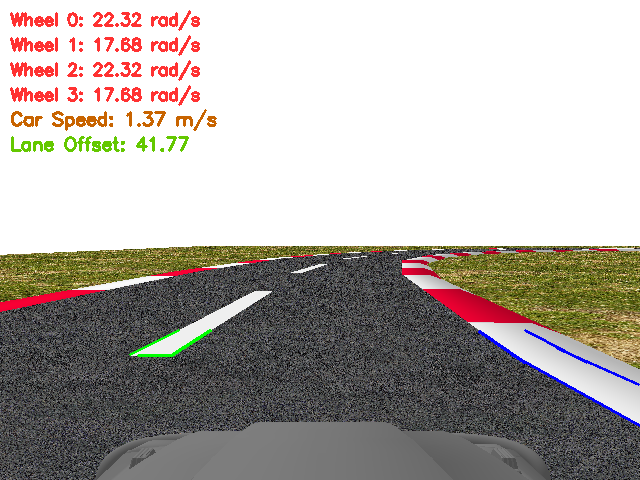 Wheel 0: 22.32 rad/s
Wheel 1: 17.68 rad/s
Wheel 2: 22.32 rad/s
Wheel 3: 17.68 rad/s
Car Speed: 1.37 m/s
Lane Offset: 41.77